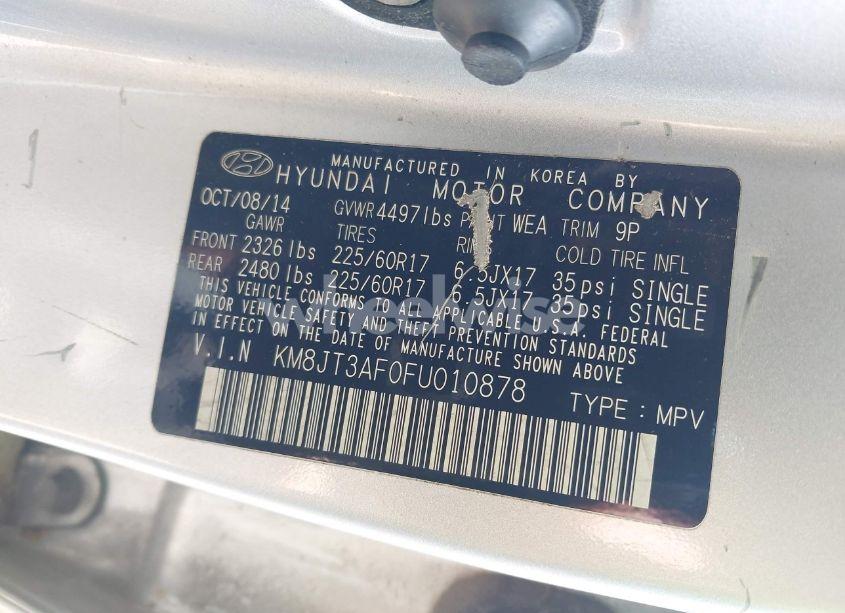 MANUFACTURED IN KOREA BY
HYUNDAI MOTOR COMPANY
OCT/08/14 GVWR 4497lbs PAINT WEA TRIM 9P
GAWR TIRES COLD TIRE INFL
FRONT 2326 lbs 225/60R17 6.5JX17 35psi SINGLE
REAR 2480 lbs 225/60R17 6.5JX17 35psi SINGLE
THIS VEHICLE CONFORMS TO ALL APPLICABLE U.S.A. FEDERAL
MOTOR VEHICLE SAFETY AND THEFT PREVENTION STANDARDS
IN EFFECT ON THE DATE OF MANUFACTURE SHOWN ABOVE
V.I.N KM8JT3AF0FU010878
TYPE : MPV
wheelwise